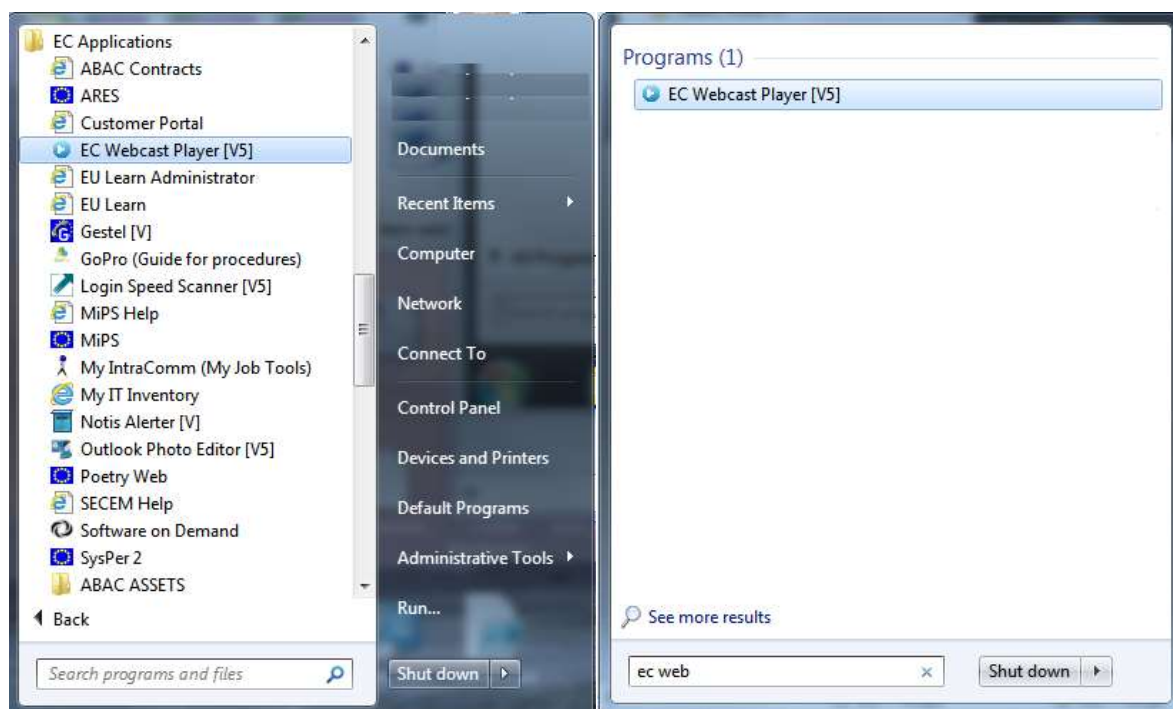 EC Applications
ABAC Contracts
ARES
Customer Portal
EC Webcast Player [V5]
EU Learn Administrator
EU Learn
Gestel [V]
GoPro (Guide for procedures)
Login Speed Scanner [V5]
MiPS Help
MiPS
My IntraComm (My Job Tools)
My IT Inventory
Notis Alerter [V]
Outlook Photo Editor [V5]
Poetry Web
SECEM Help
Software on Demand
SysPer 2
ABAC ASSETS
Back
Search programs and files
Documents
Recent Items
Computer
Network
Connect To
Control Panel
Devices and Printers
Default Programs
Administrative Tools
Run...
Shut down
Programs (1)
EC Webcast Player [V5]
See more results
ec web
Shut down